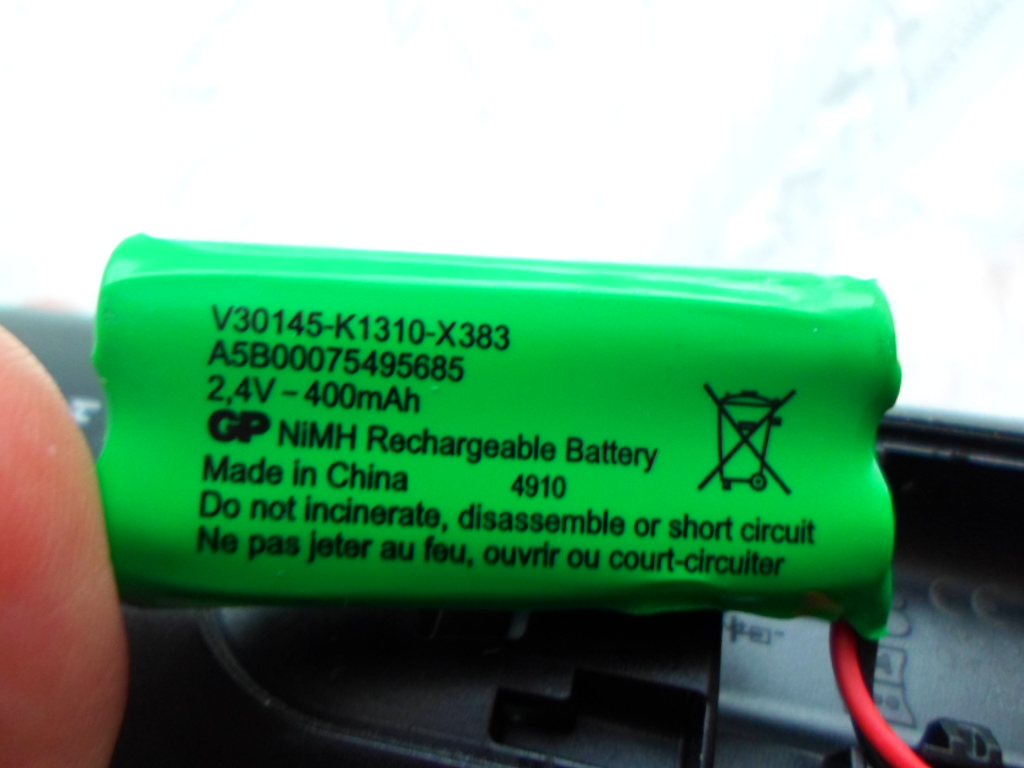 V30145-K1310-X383
A5B00075495685
2,4V – 400mAh
GP NiMH Rechargeable Battery
Made in China 4910
Do not incinerate, disassemble or short circuit
Ne pas jeter au feu, ouvrir ou court-circuiter